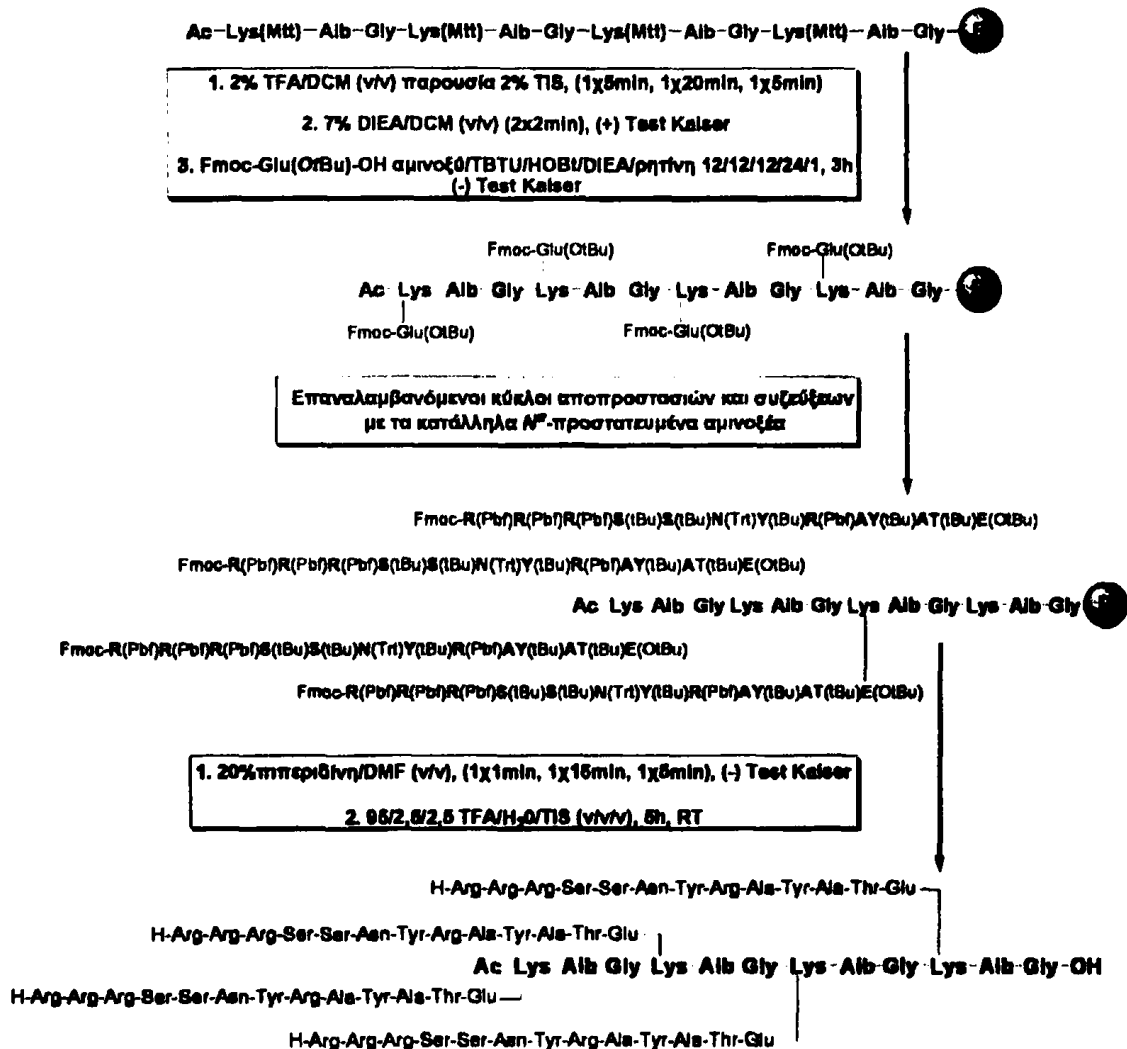 Ac-Lys(Mtt)-Aib-Gly-Lys(Mtt)-Aib-Gly-Lys(Mtt)-Aib-Gly-Lys(Mtt)-Aib-Gly-
1. 2% TFA/DCM (v/v) παρουσία 2% TIS, (1χ5min, 1χ20min, 1χ5min)
2. 7% DIEA/DCM (v/v) (2x2min), (+) Test Kaiser
3. Fmoc-Glu(OtBu)-OH αμινοξύ/TBTU/HOBt/DIEA/ρητίνη 12/12/12/24/1, 3h
(-) Test Kaiser
Fmoc-Glu(OtBu) Fmoc-Glu(OtBu)
Ac Lys Aib Gly Lys-Aib Gly Lys-Aib Gly Lys-Aib Gly-
Fmoc-Glu(OtBu) Fmoc-Glu(OtBu)
Επαναλαμβανόμενοι κύκλοι αποπροστασιών και συζεύξεων
με τα κατάλληλα Nᵅ-προστατευμένα αμινοξέα
Fmoc-R(Pbf)R(Pbf)R(Pbf)S(tBu)S(tBu)N(Trt)Y(tBu)R(Pbf)AY(tBu)AT(tBu)E(OtBu)
Fmoc-R(Pbf)R(Pbf)R(Pbf)S(tBu)S(tBu)N(Trt)Y(tBu)R(Pbf)AY(tBu)AT(tBu)E(OtBu)
Ac Lys Aib Gly Lys Aib Gly Lys Aib Gly Lys Aib Gly
Fmoc-R(Pbf)R(Pbf)R(Pbf)S(tBu)S(tBu)N(Trt)Y(tBu)R(Pbf)AY(tBu)AT(tBu)E(OtBu)
Fmoc-R(Pbf)R(Pbf)R(Pbf)S(tBu)S(tBu)N(Trt)Y(tBu)R(Pbf)AY(tBu)AT(tBu)E(OtBu)
1. 20%πιπεριδίνη/DMF (v/v), (1χ1min, 1χ15min, 1χ5min), (-) Test Kaiser
2. 95/2,5/2,5 TFA/H₂0/TIS (v/v/v), 5h, RT
H-Arg-Arg-Arg-Ser-Ser-Asn-Tyr-Arg-Ala-Tyr-Ala-Thr-Glu
H-Arg-Arg-Arg-Ser-Ser-Asn-Tyr-Arg-Ala-Tyr-Ala-Thr-Glu
Ac Lys Aib Gly Lys Aib Gly Lys-Aib-Gly Lys-Aib-Gly-OH
H-Arg-Arg-Arg-Ser-Ser-Asn-Tyr-Arg-Ala-Tyr-Ala-Thr-Glu
H-Arg-Arg-Arg-Ser-Ser-Asn-Tyr-Arg-Ala-Tyr-Ala-Thr-Glu